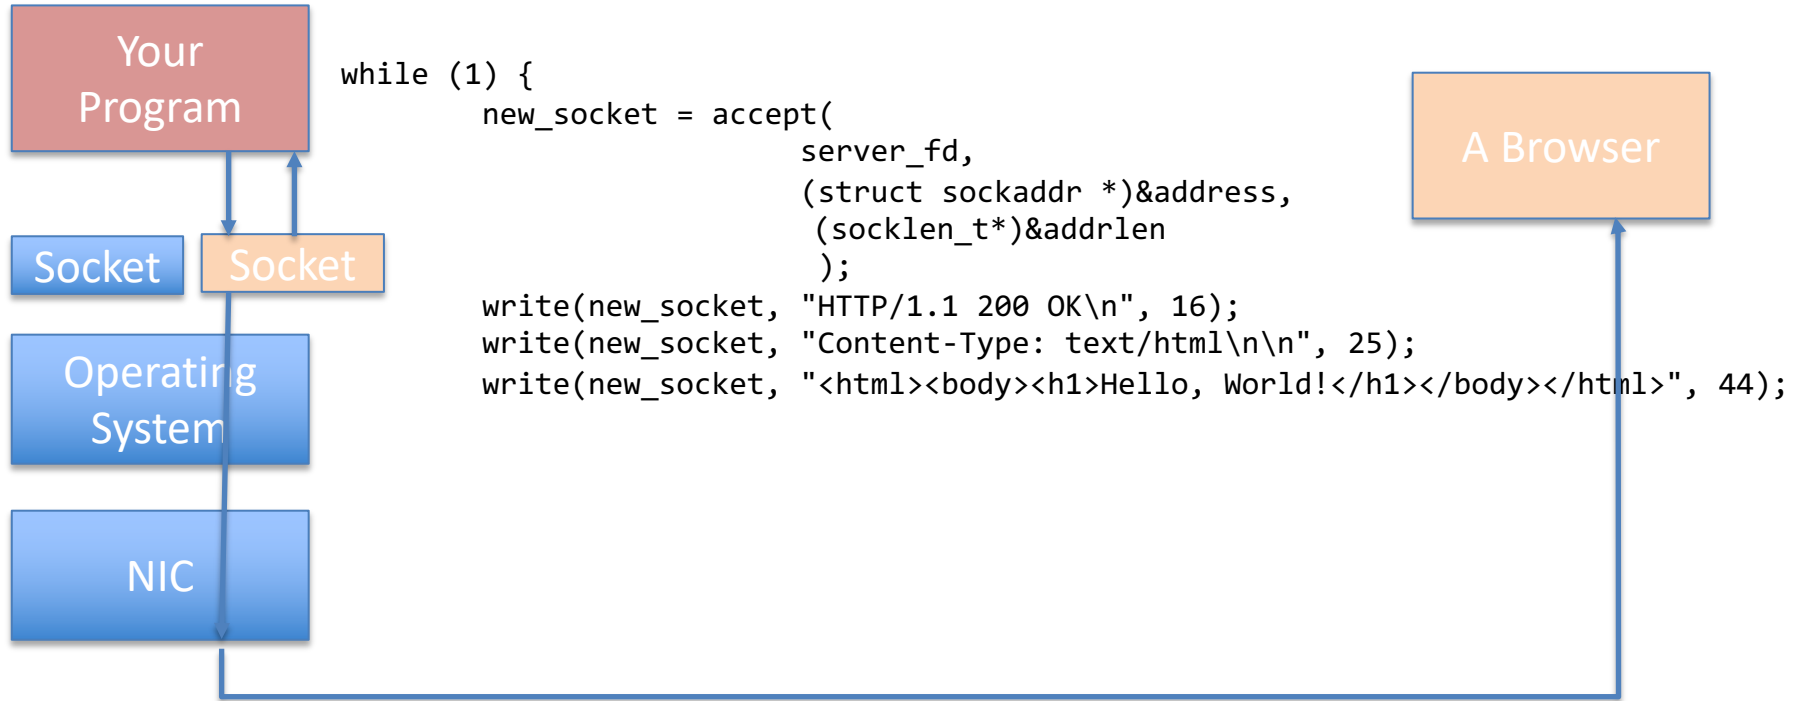 Your
Program
while (1) {
new_socket = accept(
server_fd,
(struct sockaddr *)&address,
(socklen_t*)&addrlen
);
write(new_socket, "HTTP/1.1 200 OK\n", 16);
write(new_socket, "Content-Type: text/html\n\n", 25);
write(new_socket, "<html><body><h1>Hello, World!</h1></body></html>", 44);
A Browser
Socket
Socket
Operating
System
NIC